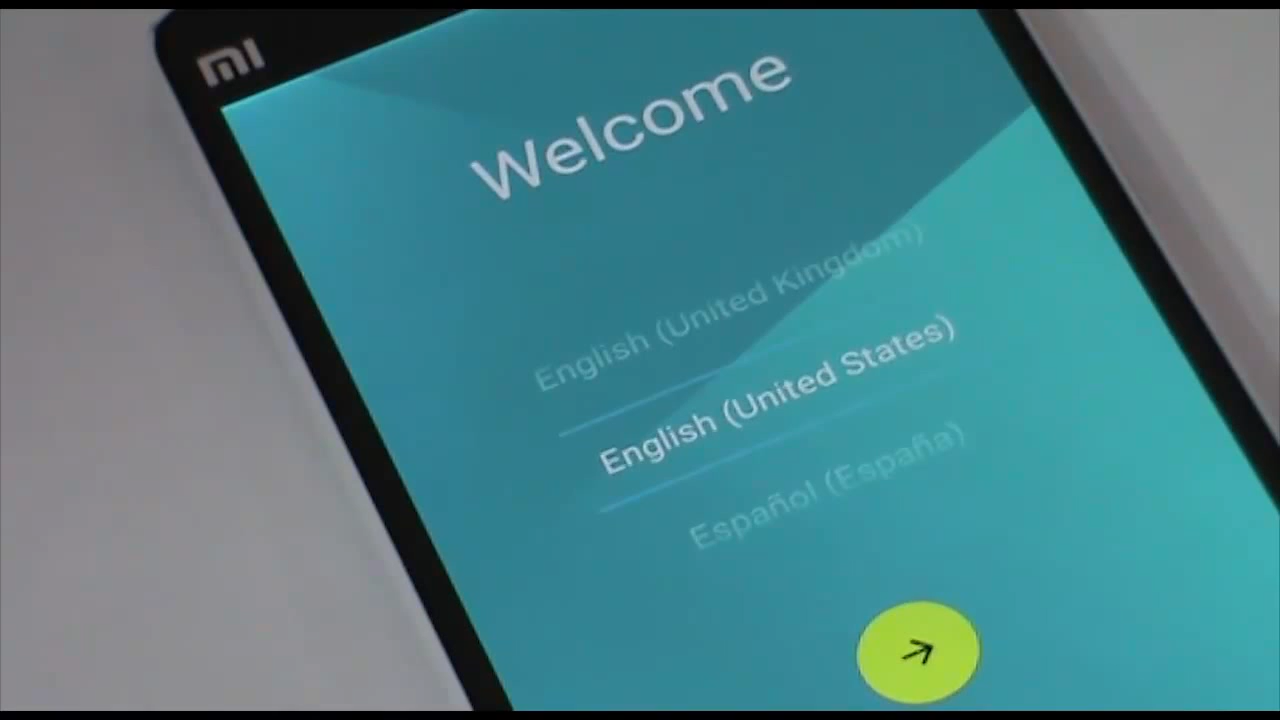 mi
Welcome
English (United Kingdom)
English (United States)
Español (España)